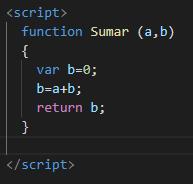 <script>
function Sumar (a,b)
{
var b=0;
b=a+b;
return b;
}
</script>